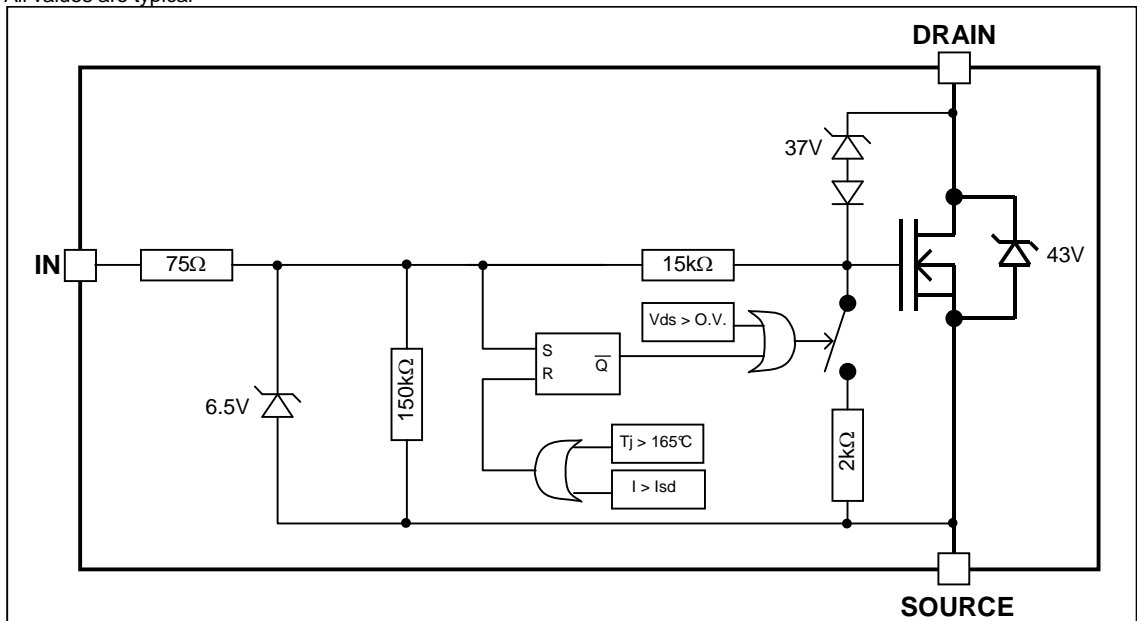 All values are typical
DRAIN
37V
43V
IN
75Ω
15kΩ
Vds > O.V.
S
R
Q
150kΩ
6.5V
Tj > 165°C
I > Isd
2kΩ
SOURCE